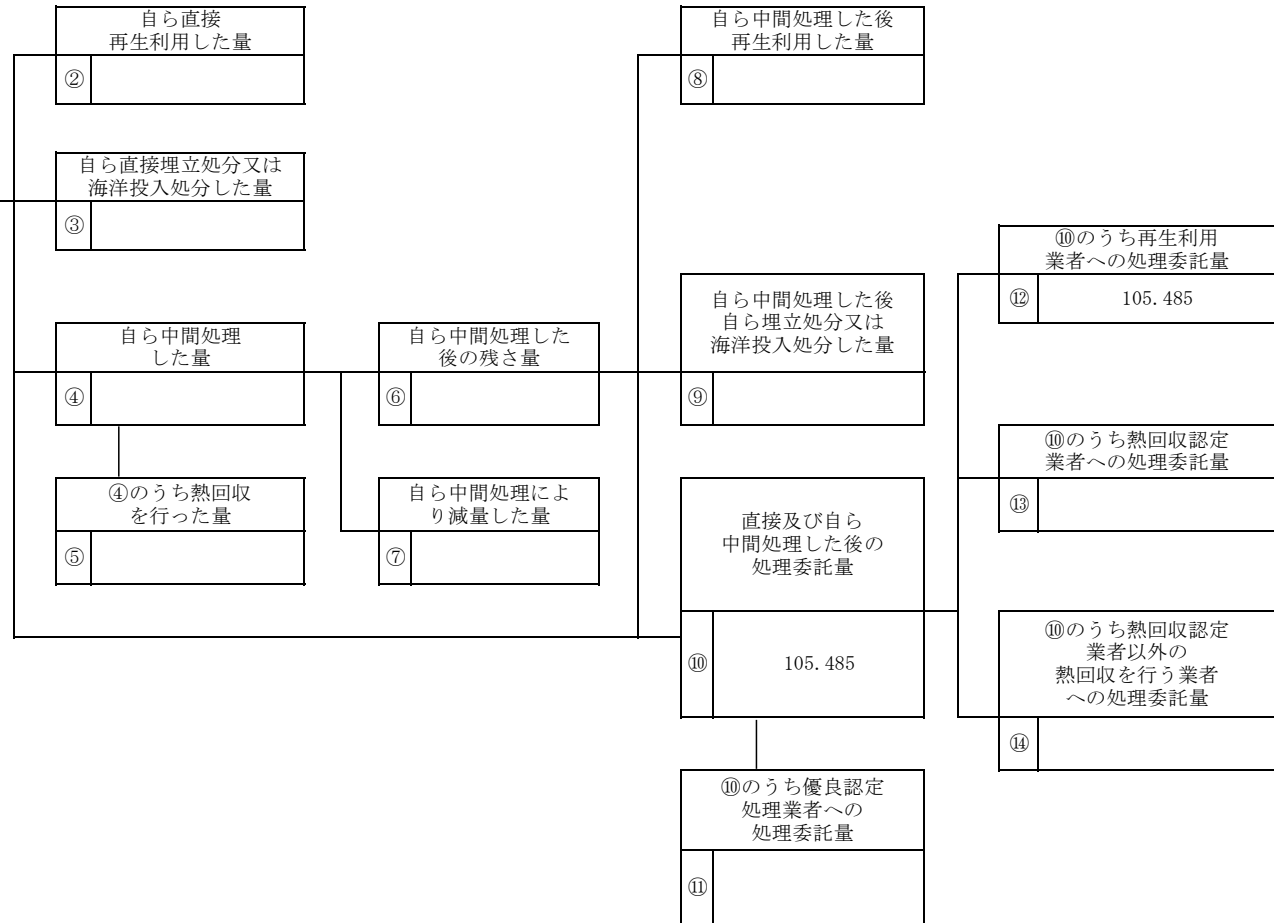 自ら直接
再生利用した量
②
自ら中間処理した後
再生利用した量
⑧
自ら直接埋立処分又は
海洋投入処分した量
③
⑩のうち再生利用
業者への処理委託量
⑫ 105.485
自ら中間処理
した量
④
自ら中間処理した
後の残さ量
⑥
自ら中間処理した後
自ら埋立処分又は
海洋投入処分した量
⑨
⑩のうち熱回収認定
業者への処理委託量
⑬
④のうち熱回収
を行った量
⑤
自ら中間処理によ
り減量した量
⑦
直接及び自ら
中間処理した後の
処理委託量
⑩ 105.485
⑩のうち熱回収認定
業者以外の
熱回収を行う業者
への処理委託量
⑭
⑩のうち優良認定
処理業者への
処理委託量
⑪